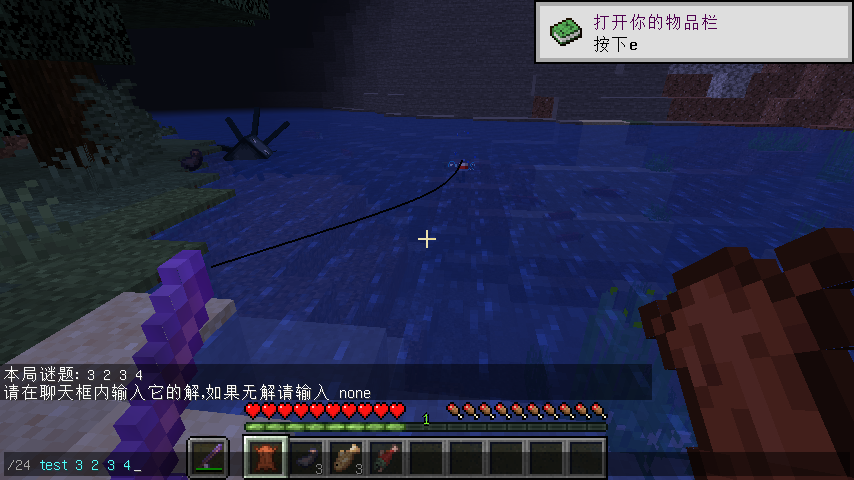 打开你的物品栏
按下e
本局谜题: 3 2 3 4
请在聊天框内输入它的解,如果无解请输入 none
1
3
3
/24 test 3 2 3 4_